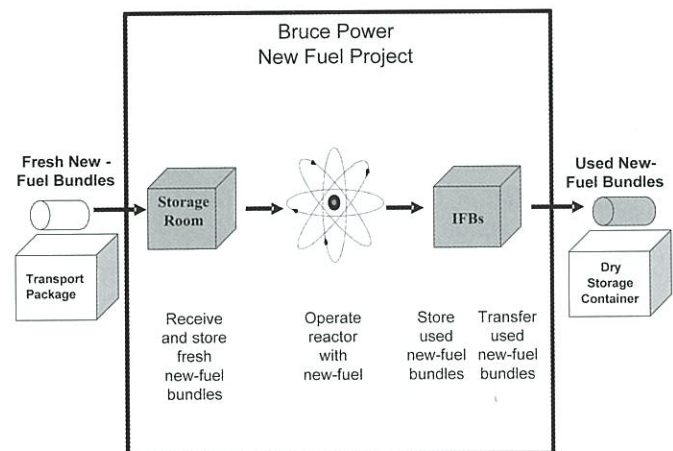 Bruce Power
New Fuel Project
Fresh New -
Fuel Bundles
Transport
Package
Storage
Room
IFBs
Used New-
Fuel Bundles
Dry
Storage
Container
Receive
and store
fresh
new-fuel
bundles
Operate
reactor
with
new-fuel
Store
used
new-fuel
bundles
Transfer
used
new-fuel
bundles